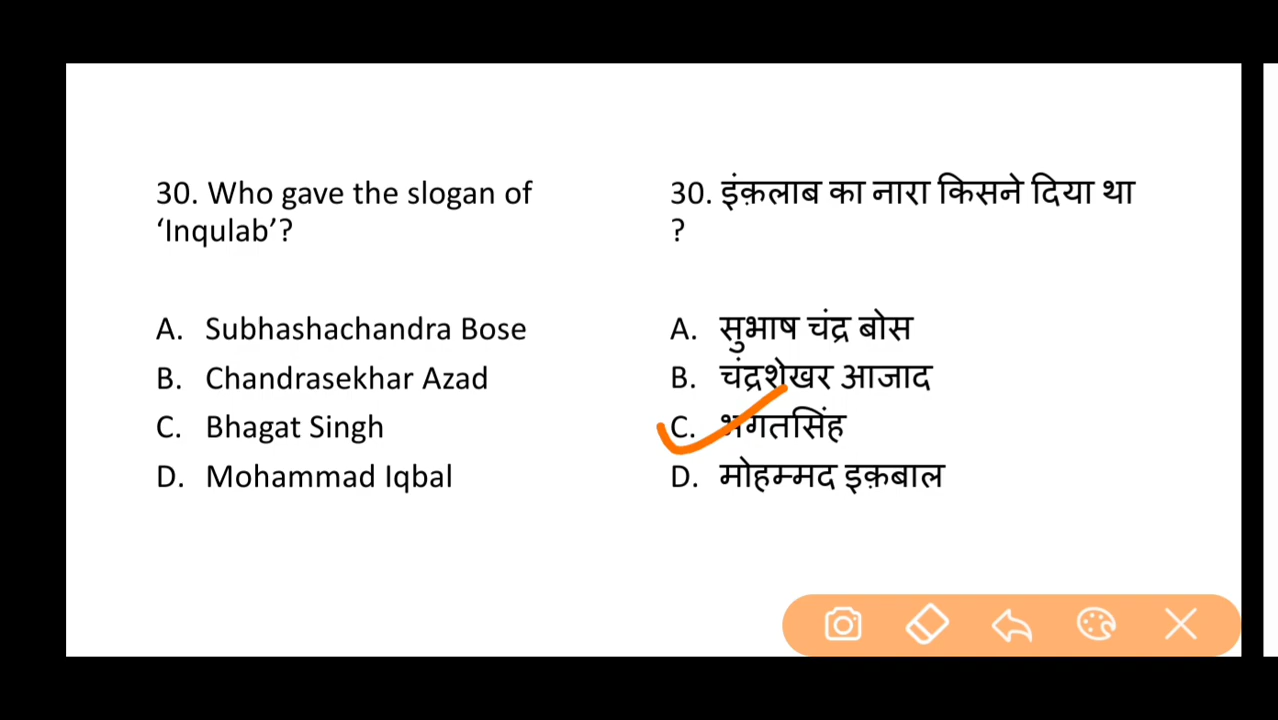 30. Who gave the slogan of
‘Inqulab’?
A. Subhashachandra Bose
B. Chandrasekhar Azad
C. Bhagat Singh
D. Mohammad Iqbal
30. इंक़लाब का नारा किसने दिया था
?
A. सुभाष चंद्र बोस
B. चंद्रशेखर आजाद
C. भगतसिंह
D. मोहम्मद इक़बाल